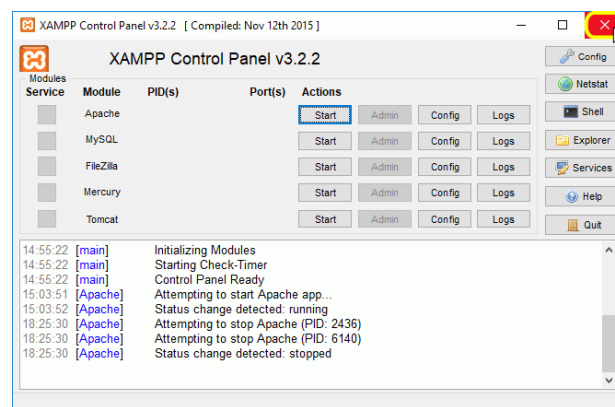 XAMPP Control Panel v3.2.2 [ Compiled: Nov 12th 2015 ]
XAMPP Control Panel v3.2.2
Config
Modules
Service Module PID(s) Port(s) Actions
Netstat
Apache Start Admin Config Logs
Shell
MySQL Start Admin Config Logs
Explorer
FileZilla Start Admin Config Logs
Services
Mercury Start Admin Config Logs
Help
Tomcat Start Admin Config Logs
Quit
14:55:22 [main] Initializing Modules
14:55:22 [main] Starting Check-Timer
14:55:22 [main] Control Panel Ready
15:03:51 [Apache] Attempting to start Apache app...
15:03:52 [Apache] Status change detected: running
18:25:30 [Apache] Attempting to stop Apache (PID: 2436)
18:25:30 [Apache] Attempting to stop Apache (PID: 6140)
18:25:30 [Apache] Status change detected: stopped